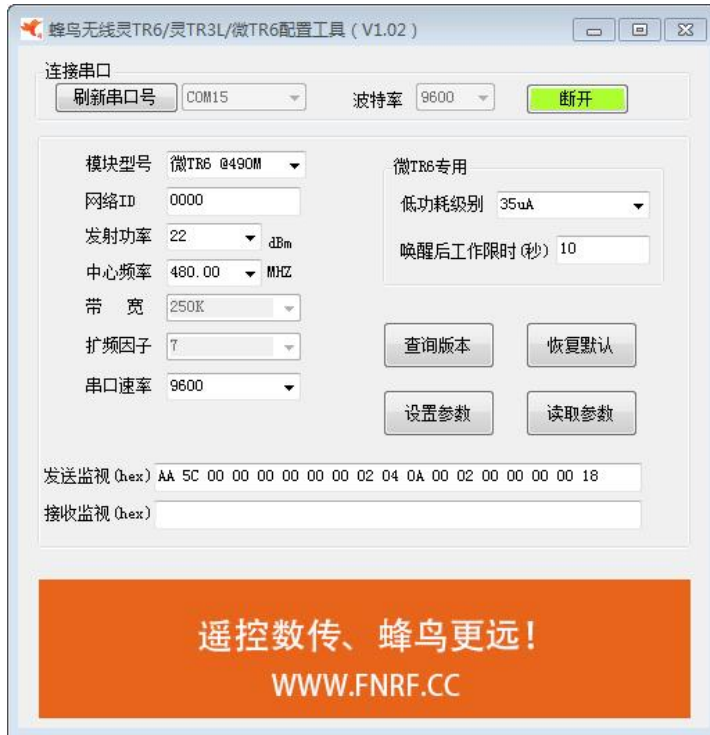 蜂鸟无线灵TR6/灵TR3L/微TR6配置工具（V1.02）
连接串口
刷新串口号 COM15 波特率 9600 断开
模块型号 微TR6 @490M
网络ID 0000
发射功率 22 dBm
中心频率 480.00 MHZ
带 宽 250K
扩频因子 7
串口速率 9600
微TR6专用
低功耗级别 35uA
唤醒后工作限时(秒) 10
查询版本 恢复默认
设置参数 读取参数
发送监视(hex) AA 5C 00 00 00 00 00 00 02 04 0A 00 02 00 00 00 00 18
接收监视(hex)
遥控数传、蜂鸟更远!
WWW.FNRF.CC